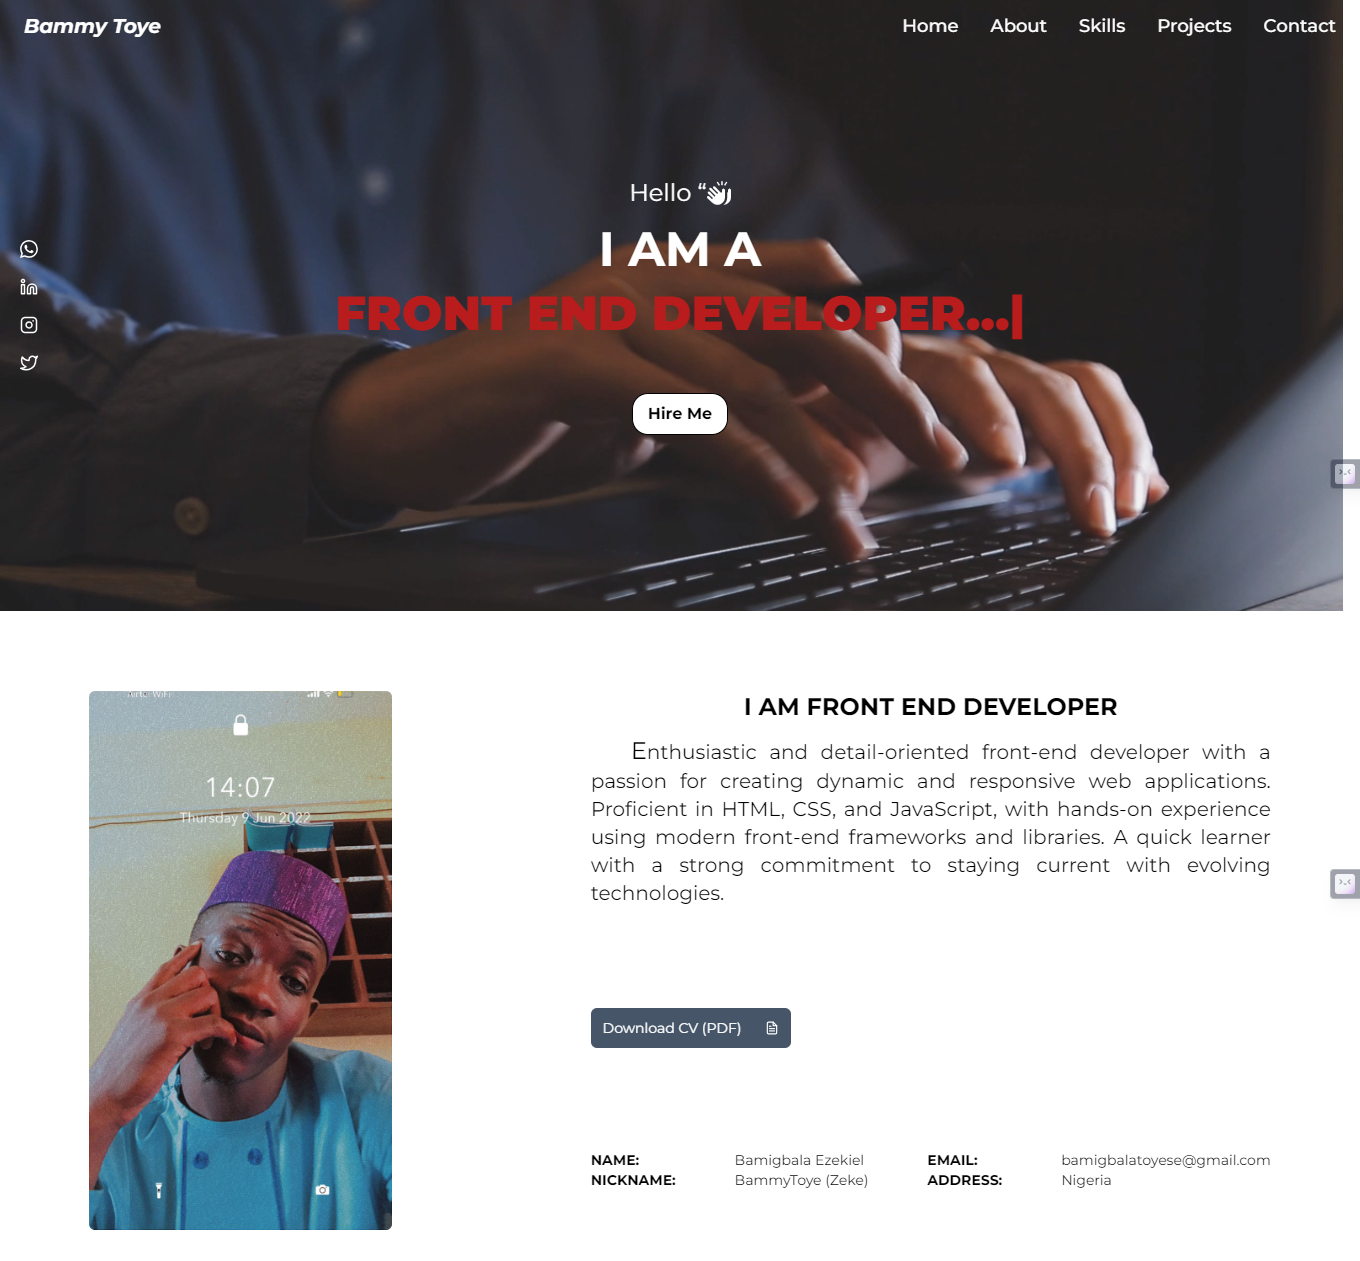 Bammy Toye
Home About Skills Projects Contact
Hello “👋
I AM A
FRONT END DEVELOPER...|
Hire Me
Airtel WiFi
14:07
Thursday 9 Jun 2022
I AM FRONT END DEVELOPER
Enthusiastic and detail-oriented front-end developer with a
passion for creating dynamic and responsive web applications.
Proficient in HTML, CSS, and JavaScript, with hands-on experience
using modern front-end frameworks and libraries. A quick learner
with a strong commitment to staying current with evolving
technologies.
Download CV (PDF)
NAME: Bamigbala Ezekiel EMAIL: bamigbalatoyese@gmail.com
NICKNAME: BammyToye (Zeke) ADDRESS: Nigeria